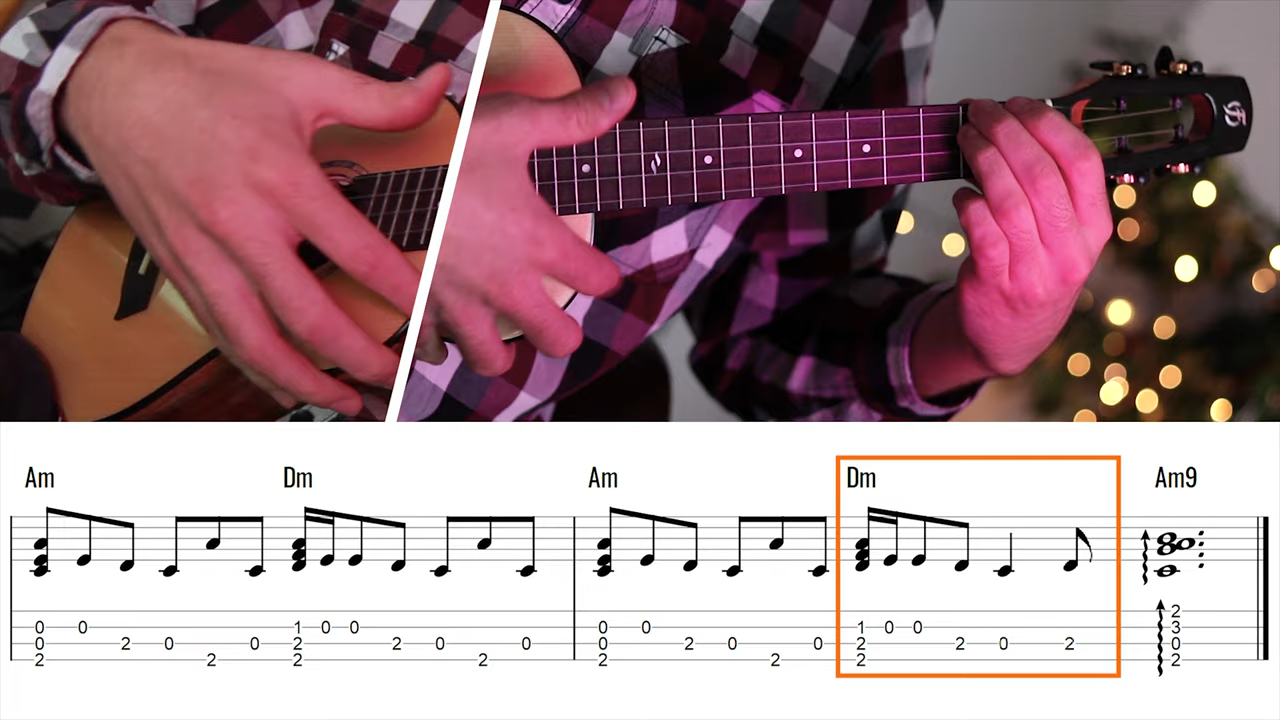 Am Dm Am Dm Am9
2
0 0 1 0 0 0 0 1 0 0 3
0 2 0 0 2 2 0 0 0 2 0 0 2 2 0 2 0
2 2 2 2 2 2 2 2